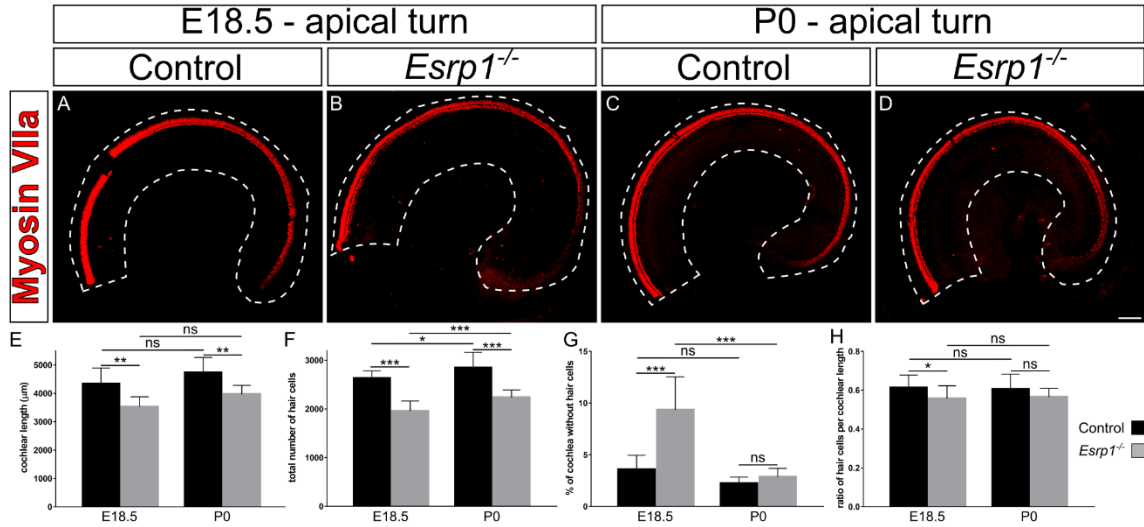 E18.5 - apical turn
P0 - apical turn
Control
Esrp1-/-
Control
Esrp1-/-
Myosin VIIa
A
B
C
D
E
cochlear length (μm)
5000
4000
3000
2000
1000
0
ns
ns
**
**
E18.5
P0
F
total number of hair cells
3000
2000
1000
0
***
*
***
***
E18.5
P0
G
% of cochlea without hair cells
15
10
5
0
***
ns
***
ns
E18.5
P0
H
ratio of hair cells per cochlear length
0.8
0.6
0.4
0.2
0.0
ns
ns
*
ns
E18.5
P0
Control
Esrp1-/-